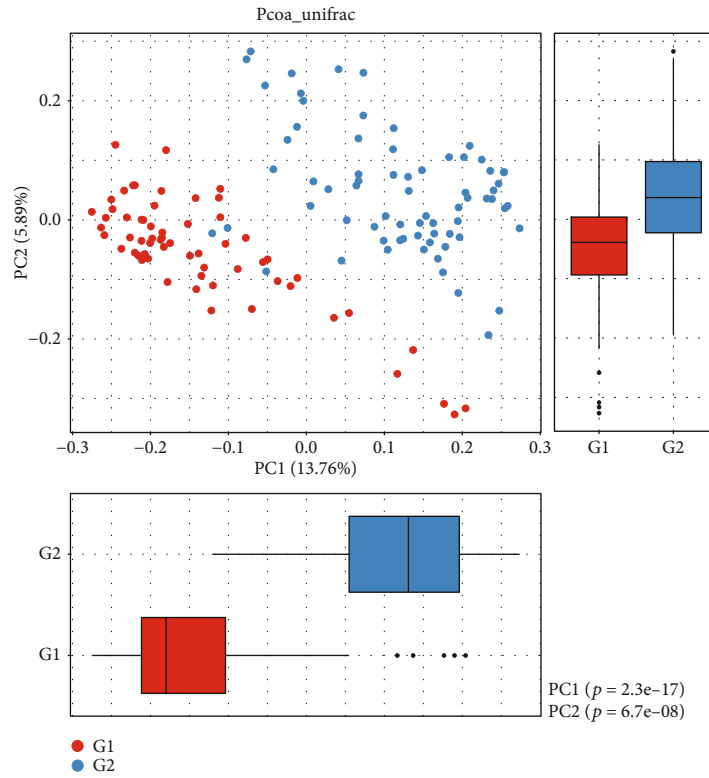 Pcoa_unifrac
0.2
0.0
−0.2
PC2 (5.89%)
−0.3 −0.2 −0.1 0.0 0.1 0.2 0.3
PC1 (13.76%)
G1 G2
G2
G1
PC1 (p = 2.3e–17)
PC2 (p = 6.7e–08)
G1
G2